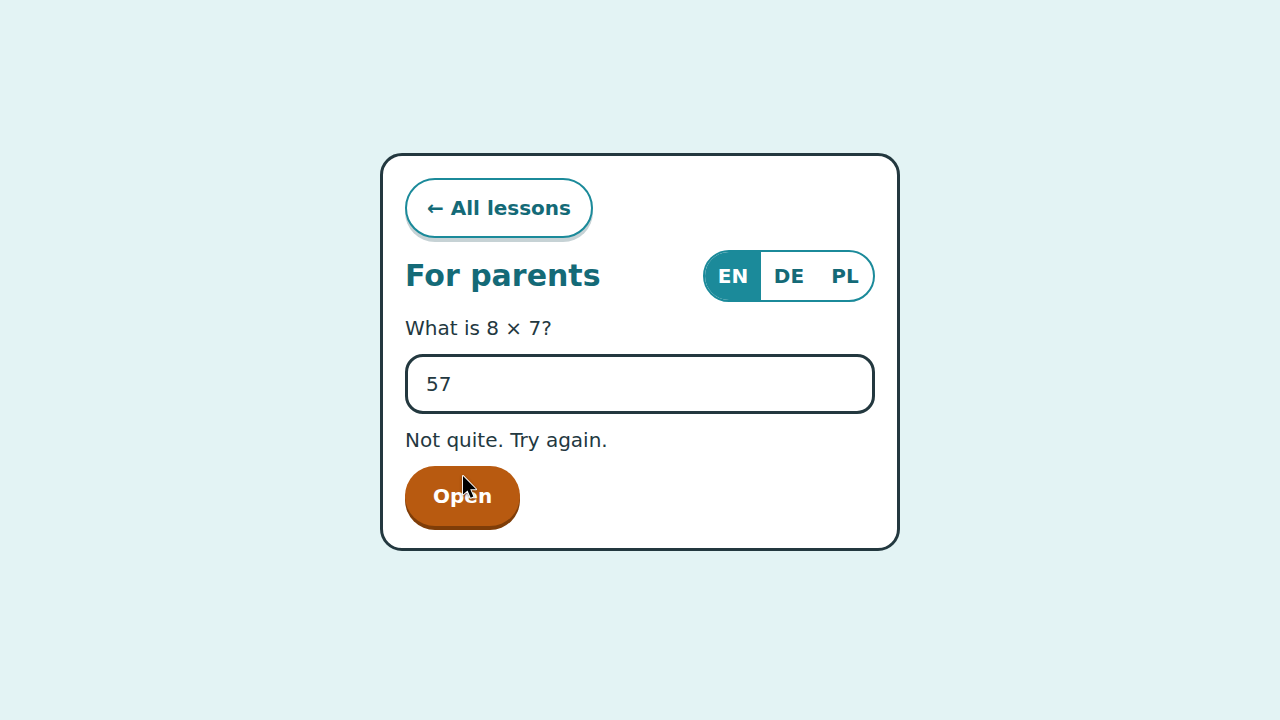 ← All lessons
For parents
EN DE PL
What is 8 × 7?
57
Not quite. Try again.
Open